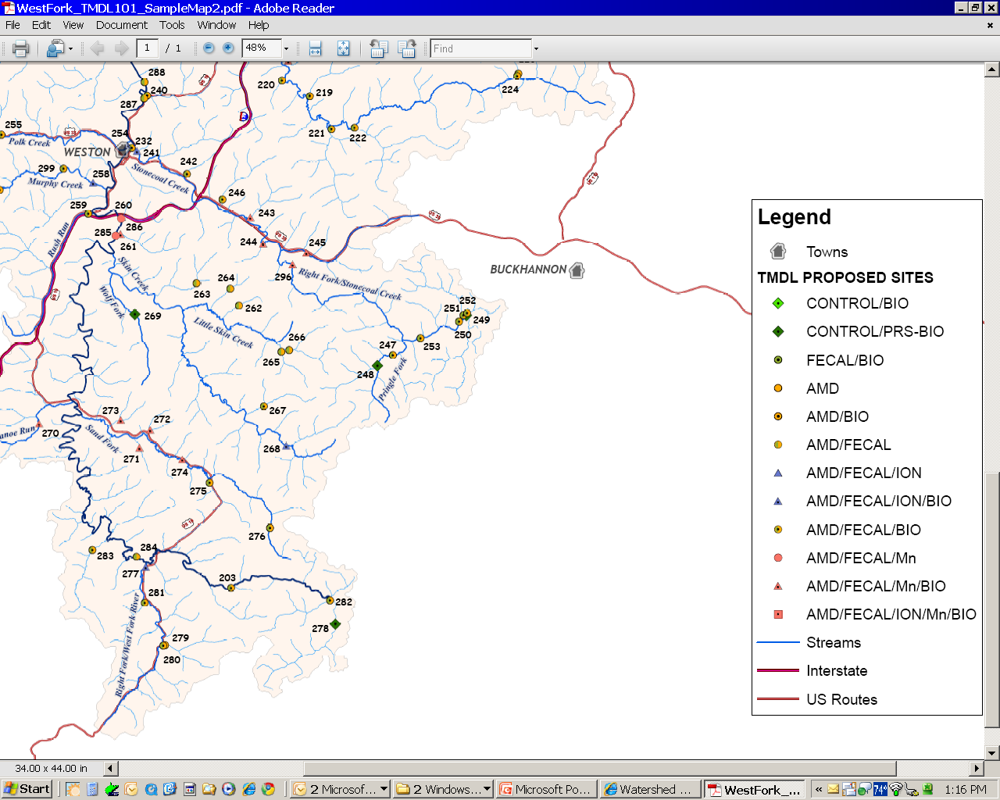 WestFork_TMDL101_SampleMap2.pdf - Adobe Reader
File Edit View Document Tools Window Help
1 / 1 48% Find
288
240
287
220
219
224
221
222
255
254
232
241
Polk Creek
WESTON
299
258
242
Stonecoal Creek
Murphy Creek
246
259
260
243
286
285
261
244
245
Rush Run
Skin Creek
296
Right Fork/Stonecoal Creek
BUCKHANNON
264
263
262
Wolf Fork
269
252
251
249
250
Little Skin Creek
266
265
247
253
248
Pringle Fork
267
273
272
270
Sand Fork
271
268
274
275
276
283
284
277
203
281
282
278
279
280
Right Fork/West Fork River
Legend
Towns
TMDL PROPOSED SITES
CONTROL/BIO
CONTROL/PRS-BIO
FECAL/BIO
AMD
AMD/BIO
AMD/FECAL
AMD/FECAL/ION
AMD/FECAL/ION/BIO
AMD/FECAL/BIO
AMD/FECAL/Mn
AMD/FECAL/Mn/BIO
AMD/FECAL/ION/Mn/BIO
Streams
Interstate
US Routes
34.00 x 44.00 in
Start 2 Microsof... 2 Windows... Microsoft Po... Watershed ... WestFork_... « 74° 1:16 PM